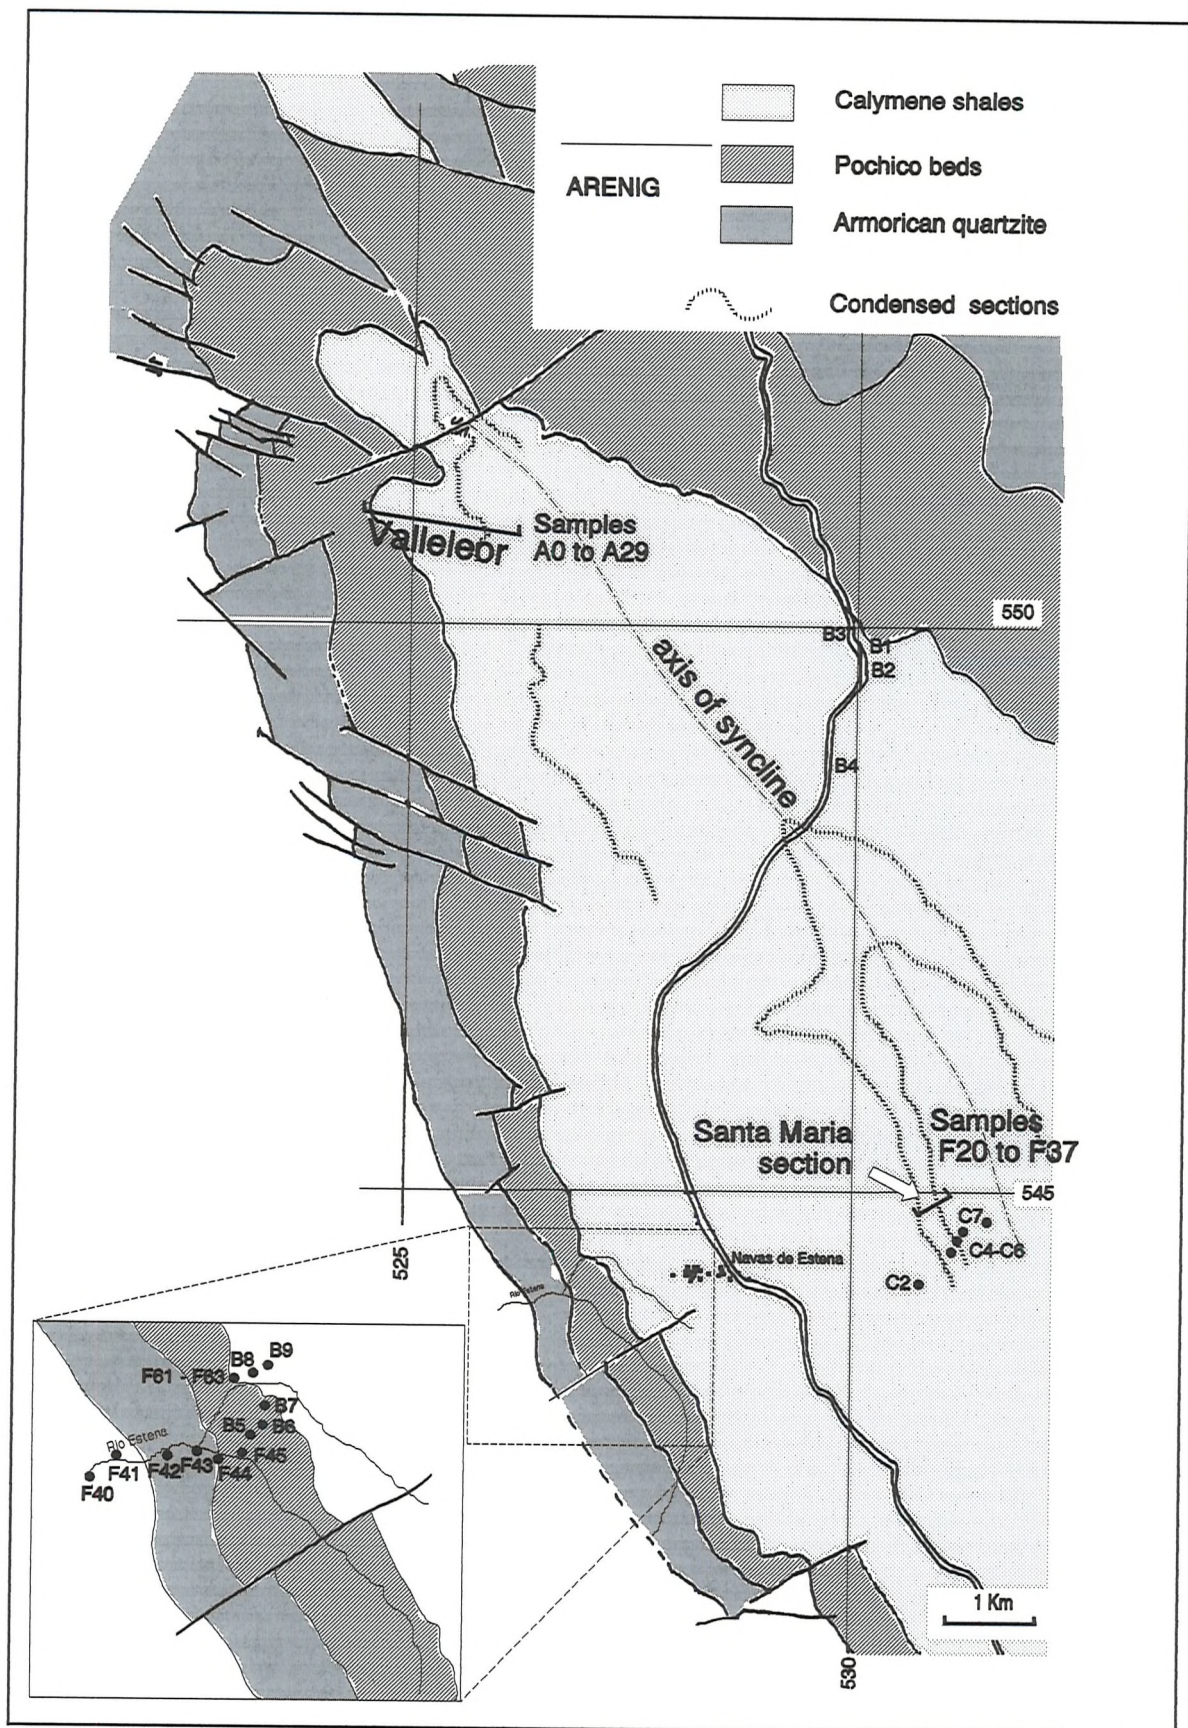 Calymene shales
Pochico beds
ARENIG
Armorican quartzite
Condensed sections
Valleleor
Samples
A0 to A29
550
B3
B1
B2
axis of syncline
B4
Santa Maria
section
Samples
F20 to F37
545
C7
C4-C6
C2
525
Navas de Estena
Rio Estena
B9
B8
F61 - F63
B7
B5
B6
Rio Estena
F45
F41
F42
F43
F44
F40
1 Km
530